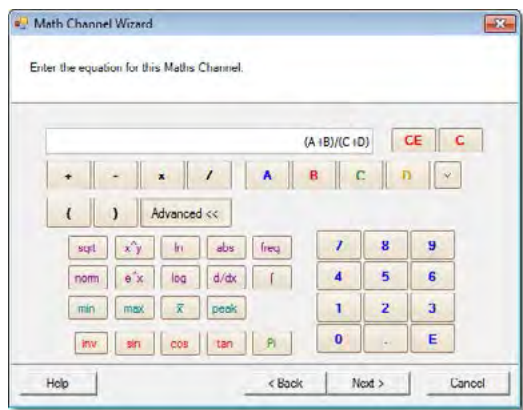 Math Channel Wizard
Enter the equation for this Maths Channel.
(A+B)/(C+D) CE C
+ - x / A B C D
( ) Advanced <<
sqrt x^y ln abs freq 7 8 9
norm e^x log d/dx ∫ 4 5 6
min max x̅ peak 1 2 3
inv sin cos tan Pi 0 . E
Help < Back Next > Cancel